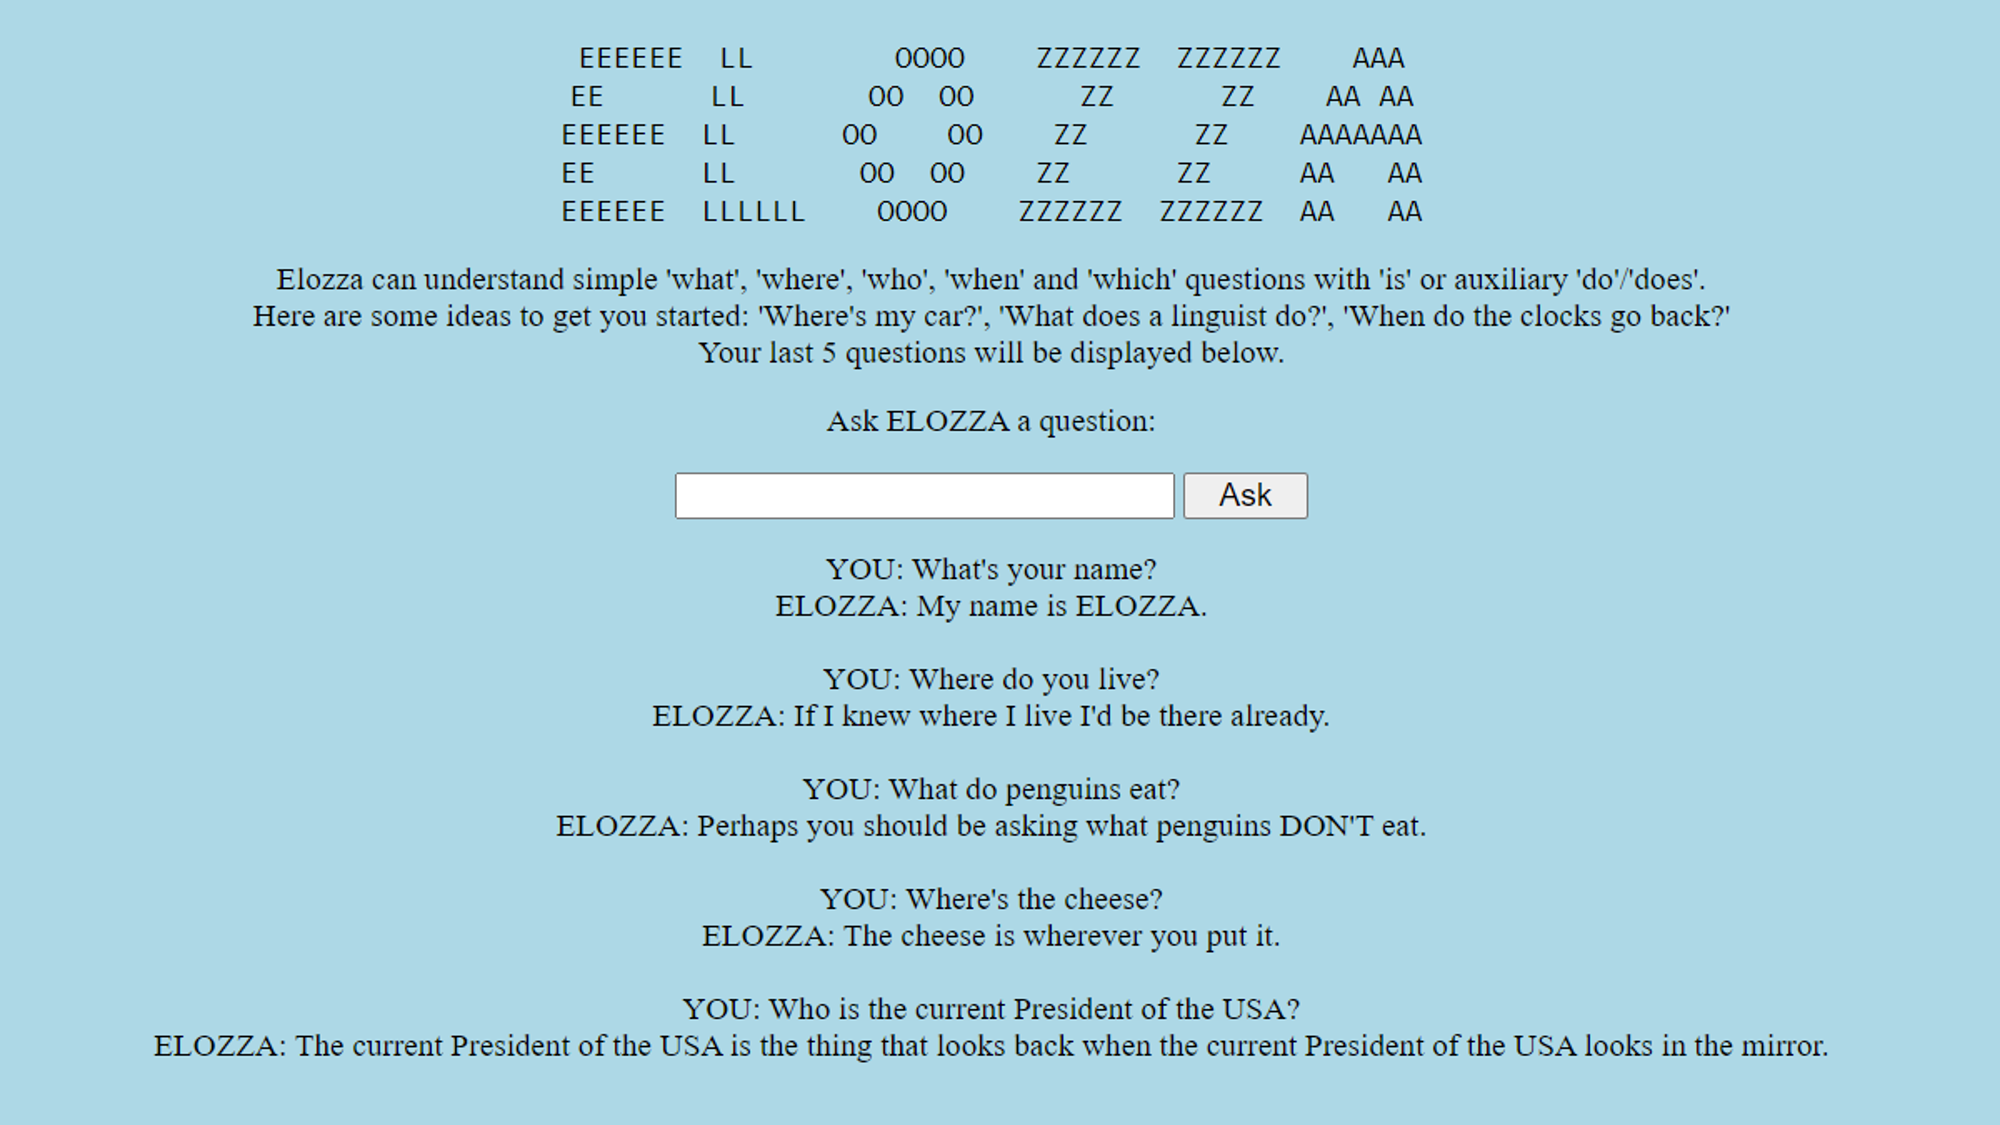 EEEEEE  LL        OOOO    ZZZZZZ  ZZZZZZ    AAA
EE      LL       OO  OO      ZZ      ZZ    AA AA
EEEEEE  LL      OO    OO    ZZ      ZZ    AAAAAAA
EE      LL       OO  OO    ZZ      ZZ     AA   AA
EEEEEE  LLLLLL    OOOO    ZZZZZZ  ZZZZZZ  AA   AA
Elozza can understand simple 'what', 'where', 'who', 'when' and 'which' questions with 'is' or auxiliary 'do'/'does'.
Here are some ideas to get you started: 'Where's my car?', 'What does a linguist do?', 'When do the clocks go back?'
Your last 5 questions will be displayed below.
Ask ELOZZA a question:
Ask
YOU: What's your name?
ELOZZA: My name is ELOZZA.
YOU: Where do you live?
ELOZZA: If I knew where I live I'd be there already.
YOU: What do penguins eat?
ELOZZA: Perhaps you should be asking what penguins DON'T eat.
YOU: Where's the cheese?
ELOZZA: The cheese is wherever you put it.
YOU: Who is the current President of the USA?
ELOZZA: The current President of the USA is the thing that looks back when the current President of the USA looks in the mirror.